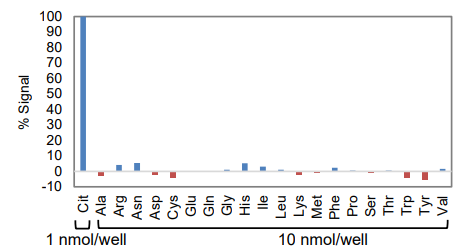 100
90
80
70
60
50
40
30
20
10
0
-10
% Signal
Cit
Ala
Arg
Asn
Asp
Cys
Glu
Gln
Gly
His
Ile
Leu
Lys
Met
Phe
Pro
Ser
Thr
Trp
Tyr
Val
1 nmol/well 10 nmol/well